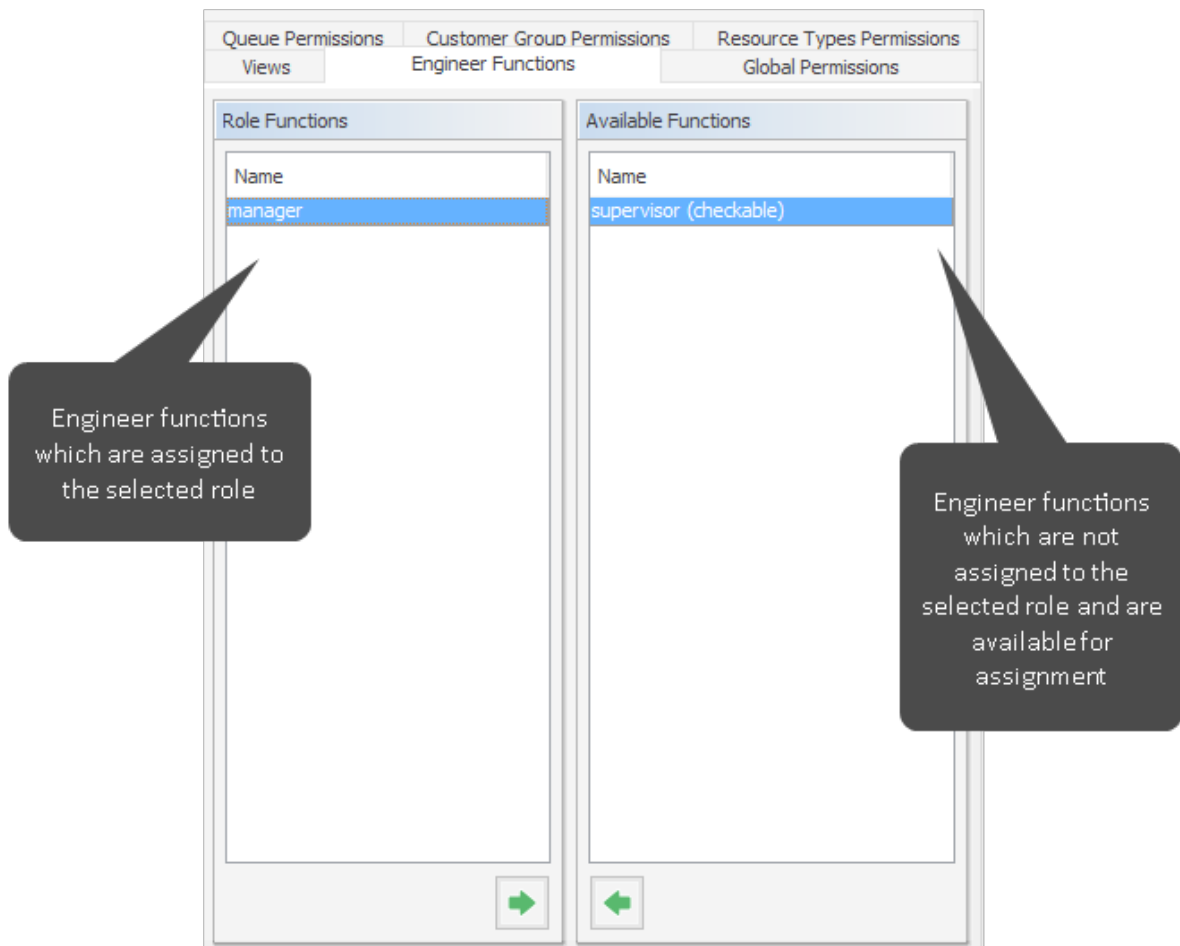 Queue Permissions Customer Group Permissions Resource Types Permissions
Views Engineer Functions Global Permissions
Role Functions Available Functions
Name Name
manager supervisor (checkable)
Engineer functions
which are assigned to
the selected role
Engineer functions
which are not
assigned to the
selected role and are
available for
assignment